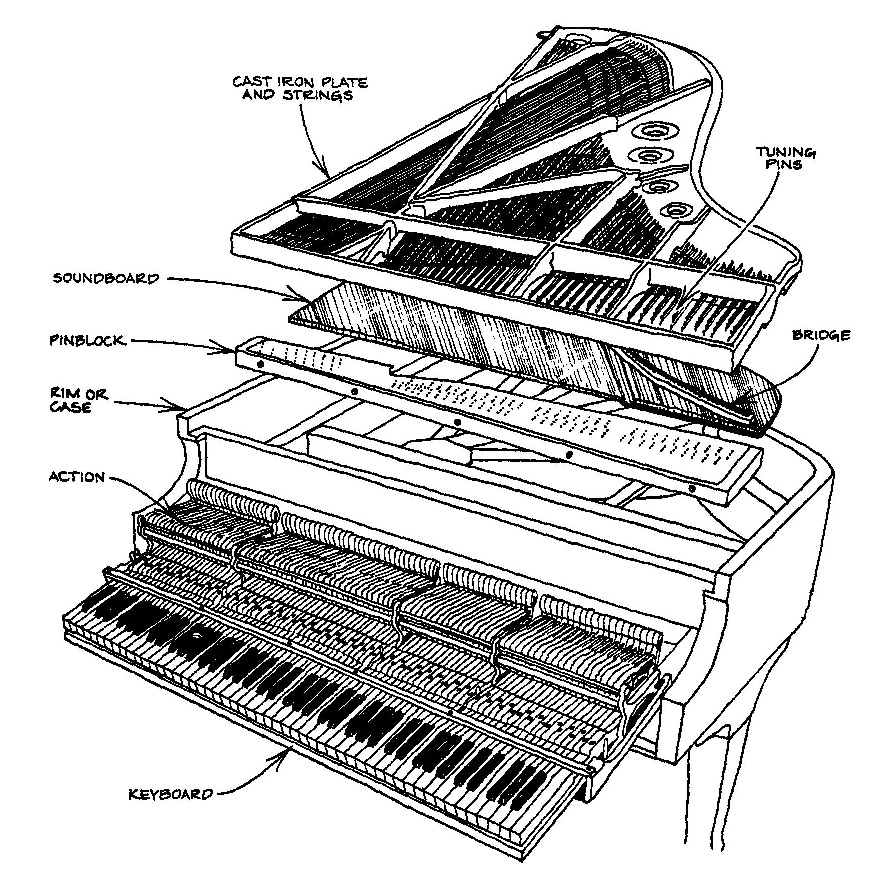 CAST IRON PLATE
AND STRINGS
TUNING
PINS
SOUNDBOARD
BRIDGE
PINBLOCK
RIM OR
CASE
ACTION
KEYBOARD